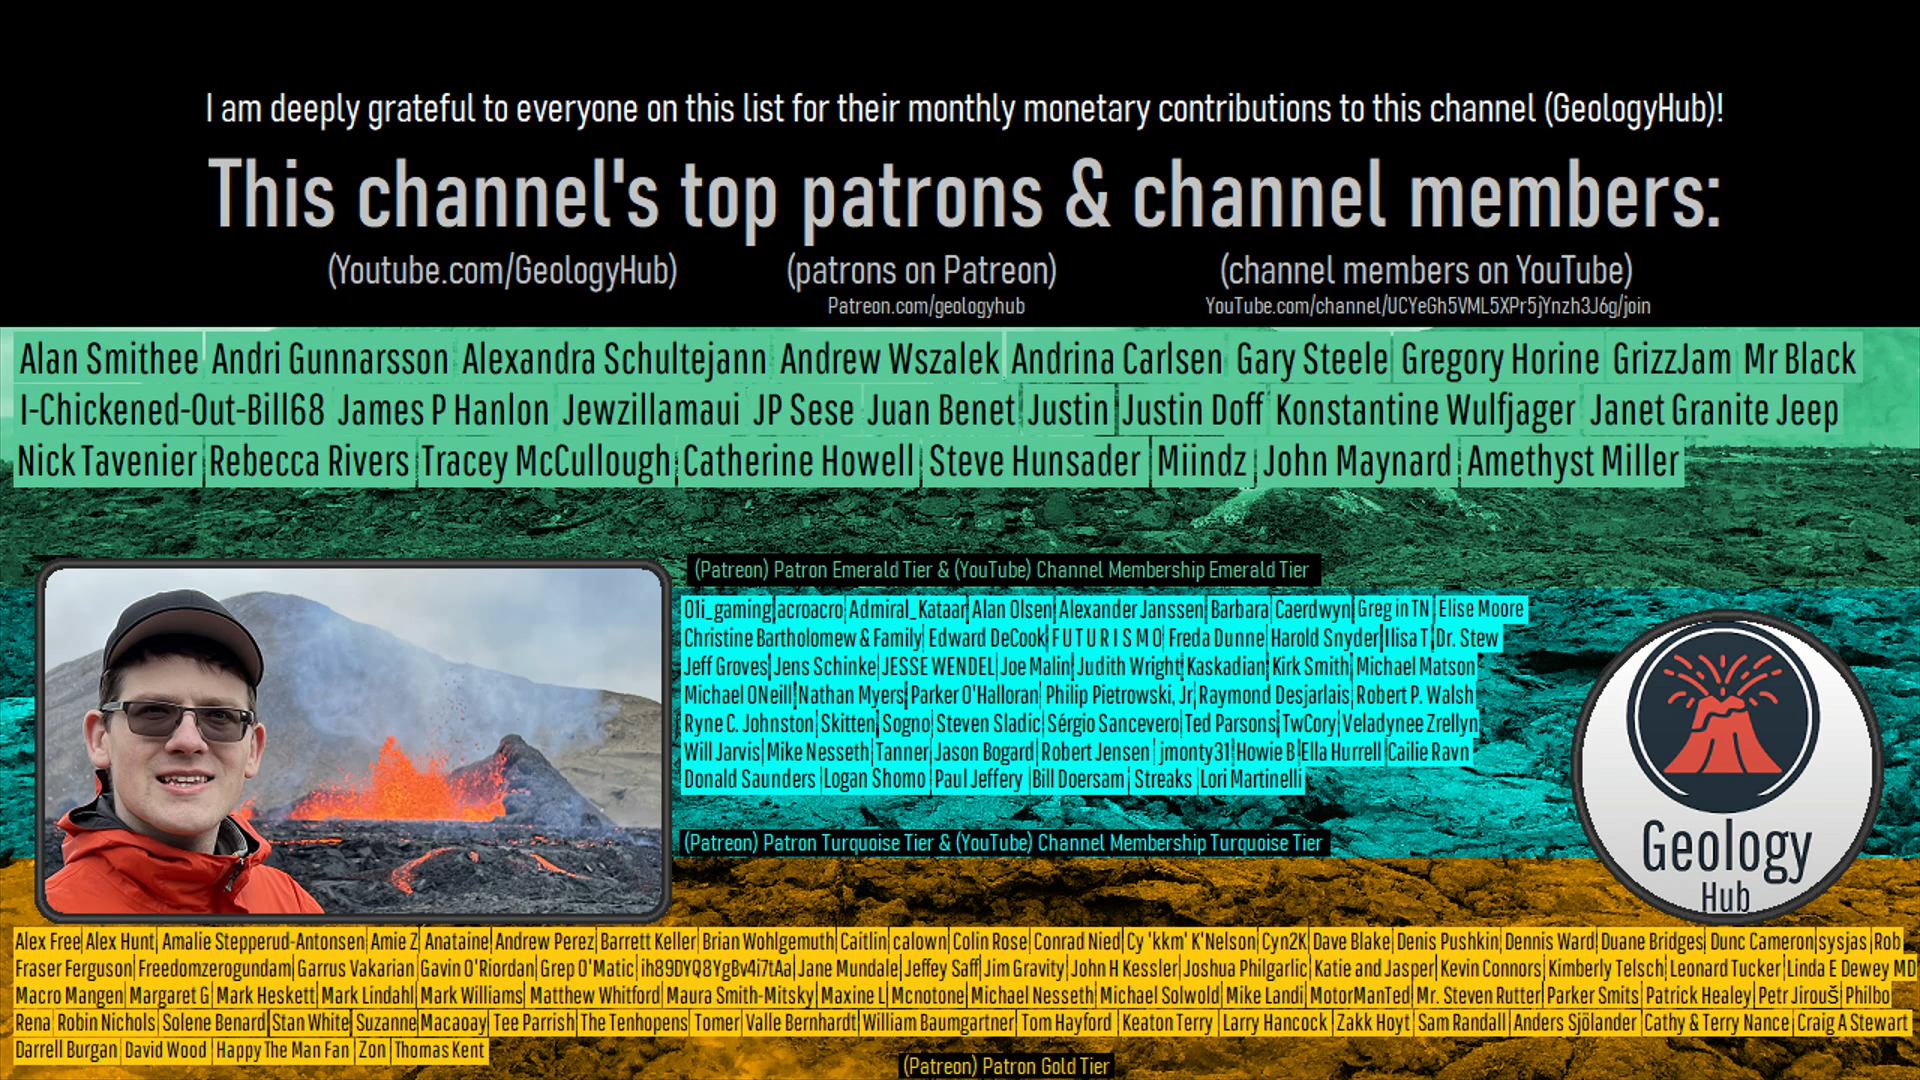 I am deeply grateful to everyone on this list for their monthly monetary contributions to this channel (GeologyHub)!
This channel's top patrons & channel members:
(Youtube.com/GeologyHub) (patrons on Patreon) (channel members on YouTube)
Patreon.com/geologyhub YouTube.com/channel/UCYeGh5VML5XPr5jYnzh3J6g/join
Alan Smithee Andri Gunnarsson Alexandra Schultejann Andrew Wszalek Andrina Carlsen Gary Steele Gregory Horine GrizzJam Mr Black
I-Chickened-Out-Bill68 James P Hanlon Jewzillamaui JP Sese Juan Benet Justin Justin Doff Konstantine Wulfjager Janet Granite Jeep
Nick Tavenier Rebecca Rivers Tracey McCullough Catherine Howell Steve Hunsader Miindz John Maynard Amethyst Miller
(Patreon) Patron Emerald Tier & (YouTube) Channel Membership Emerald Tier
01i_gaming acroacro Admiral_Kataar Alan Olsen Alexander Janssen Barbara Caerdwyn Greg in TN Elise Moore
Christine Bartholomew & Family Edward DeCook F U T U R I S M O Freda Dunne Harold Snyder Ilisa T Dr. Stew
Jeff Groves Jens Schinke JESSE WENDEL Joe Malin Judith Wright Kaskadian Kirk Smith Michael Matson
Michael ONeill Nathan Myers Parker O'Halloran Philip Pietrowski, Jr Raymond Desjarlais Robert P. Walsh
Ryne C. Johnston Skitten Sogno Steven Sladic Sérgio Sancevero Ted Parsons TwCory Veladynee Zrellyn
Will Jarvis Mike Nesseth Tanner Jason Bogard Robert Jensen jmonty31 Howie B Ella Hurrell Cailie Ravn
Donald Saunders Logan Shomo Paul Jeffery Bill Doersam Streaks Lori Martinelli
(Patreon) Patron Turquoise Tier & (YouTube) Channel Membership Turquoise Tier
Geology
Hub
Alex Free Alex Hunt Amalie Stepperud-Antonsen Amie Z Anataine Andrew Perez Barrett Keller Brian Wohlgemuth Caitlin calown Colin Rose Conrad Nied Cy 'kkm' K'Nelson Cyn2K Dave Blake Denis Pushkin Dennis Ward Duane Bridges Dunc Cameron sysjas Rob
Fraser Ferguson Freedomzerogundam Garrus Vakarian Gavin O'Riordan Grep O'Matic ih89DYQ8YgBv4i7tAa Jane Mundale Jeffey Saff Jim Gravity John H Kessler Joshua Philgarlic Katie and Jasper Kevin Connors Kimberly Telsch Leonard Tucker Linda E Dewey MD
Macro Mangen Margaret G Mark Heskett Mark Lindahl Mark Williams Matthew Whitford Maura Smith-Mitsky Maxine L Mcnotone Michael Nesseth Michael Solwold Mike Landi MotorManTed Mr. Steven Rutter Parker Smits Patrick Healey Petr Jirouš Philbo
Rena Robin Nichols Solene Benard Stan White Suzanne Macaoay Tee Parrish The Tenhopens Tomer Valle Bernhardt William Baumgartner Tom Hayford Keaton Terry Larry Hancock Zakk Hoyt Sam Randall Anders Sjölander Cathy & Terry Nance Craig A Stewart
Darrell Burgan David Wood Happy The Man Fan Zon Thomas Kent
(Patreon) Patron Gold Tier